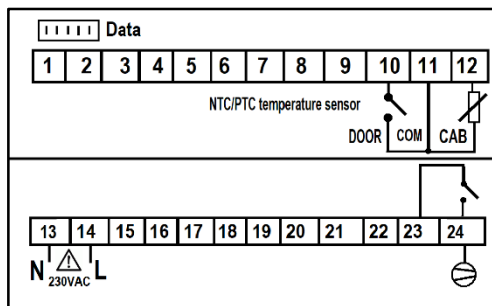 Data
1 2 3 4 5 6 7 8 9 10 11 12
NTC/PTC temperature sensor
DOOR COM CAB
13 14 15 16 17 18 19 20 21 22 23 24
N L
230VAC